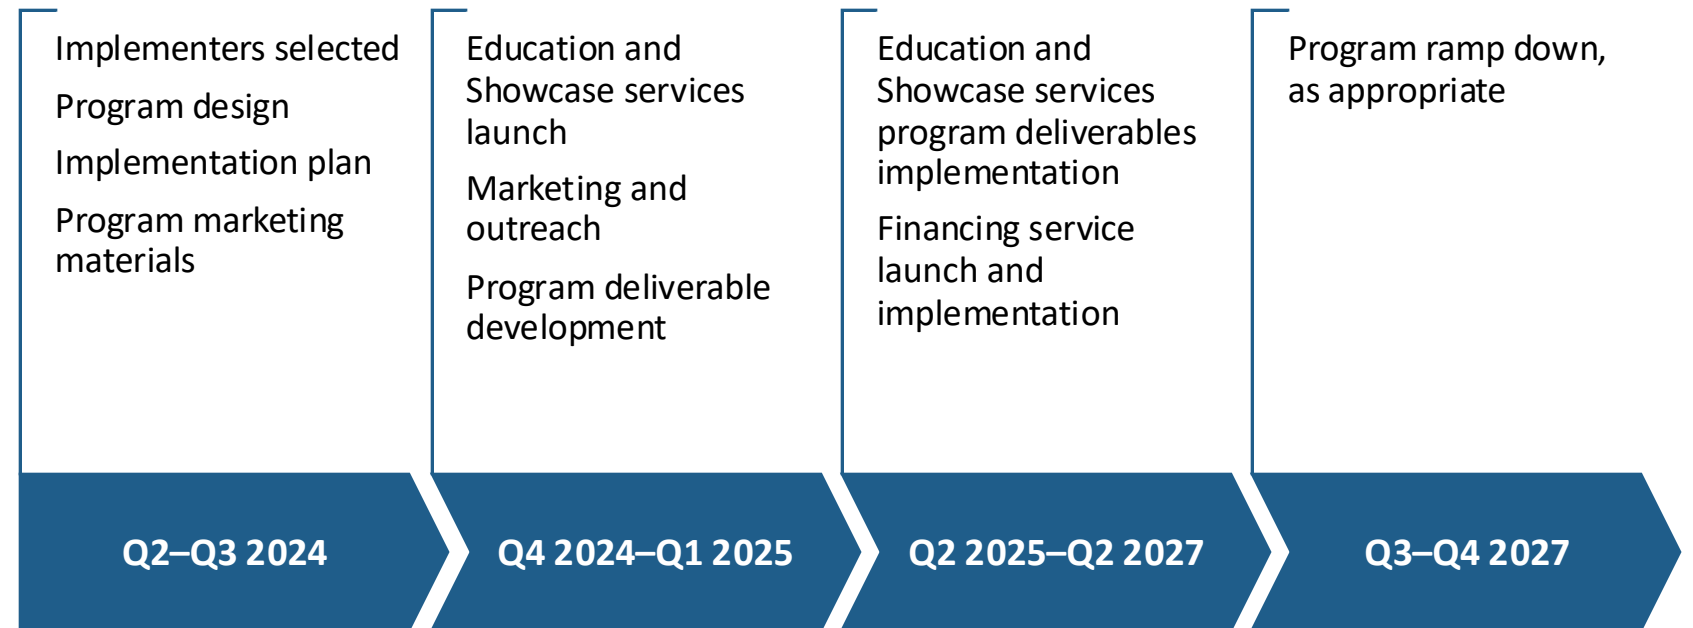 Implementers selected
Program design
Implementation plan
Program marketing
materials
Education and
Showcase services
launch
Marketing and
outreach
Program deliverable
development
Education and
Showcase services
program deliverables
implementation
Financing service
launch and
implementation
Program ramp down,
as appropriate
Q2–Q3 2024
Q4 2024–Q1 2025
Q2 2025–Q2 2027
Q3–Q4 2027